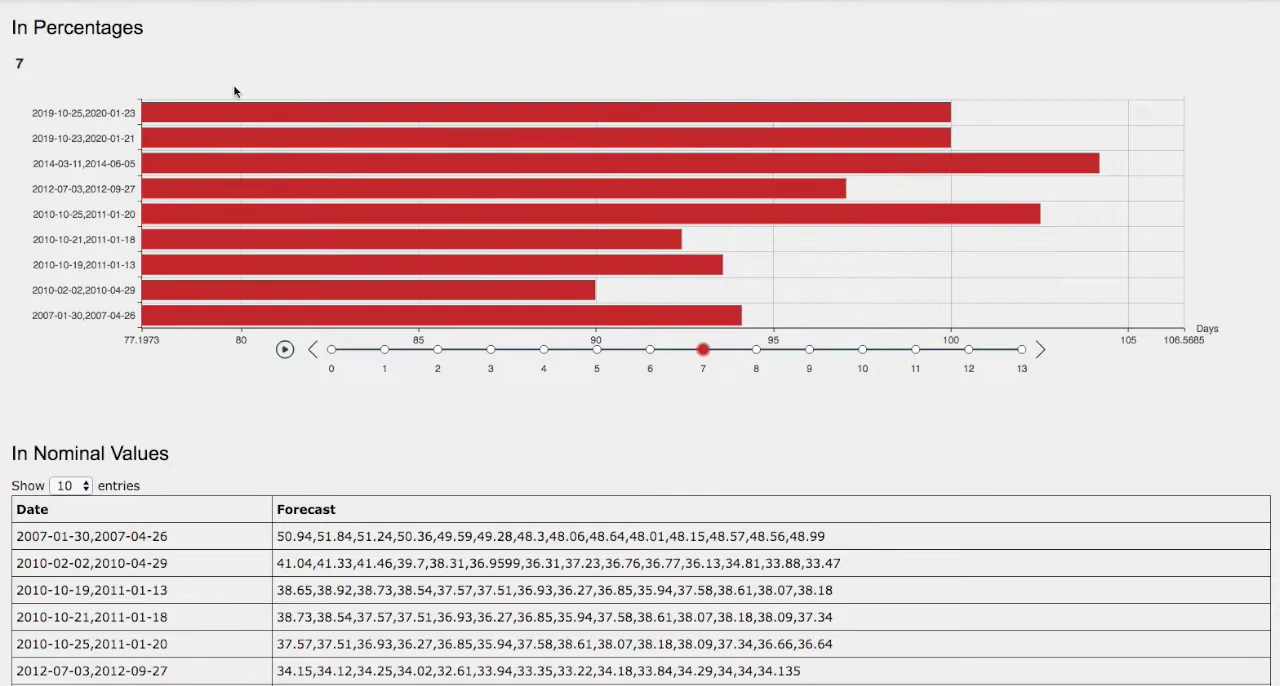 In Percentages
7
2019-10-25,2020-01-23
2019-10-23,2020-01-21
2014-03-11,2014-06-05
2012-07-03,2012-09-27
2010-10-25,2011-01-20
2010-10-21,2011-01-18
2010-10-19,2011-01-13
2010-02-02,2010-04-29
2007-01-30,2007-04-26
Days
77.1973 80 85 90 95 100 105 106.5685
0 1 2 3 4 5 6 7 8 9 10 11 12 13
In Nominal Values
Show 10 entries
Date Forecast
2007-01-30,2007-04-26 50.94,51.84,51.24,50.36,49.59,49.28,48.3,48.06,48.64,48.01,48.15,48.57,48.56,48.99
2010-02-02,2010-04-29 41.04,41.33,41.46,39.7,38.31,36.9599,36.31,37.23,36.76,36.77,36.13,34.81,33.88,33.47
2010-10-19,2011-01-13 38.65,38.92,38.73,38.54,37.57,37.51,36.93,36.27,36.85,35.94,37.58,38.61,38.07,38.18
2010-10-21,2011-01-18 38.73,38.54,37.57,37.51,36.93,36.27,36.85,35.94,37.58,38.61,38.07,38.18,38.09,37.34
2010-10-25,2011-01-20 37.57,37.51,36.93,36.27,36.85,35.94,37.58,38.61,38.07,38.18,38.09,37.34,36.66,36.64
2012-07-03,2012-09-27 34.15,34.12,34.25,34.02,32.61,33.94,33.35,33.22,34.18,33.84,34.29,34,34,34.135